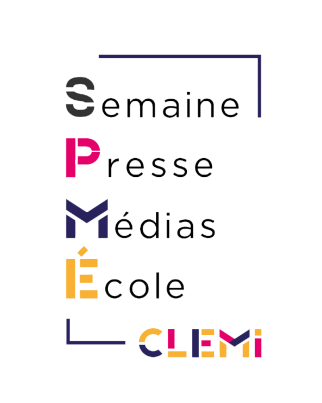 Semaine
Presse
Médias
École
CLEMi